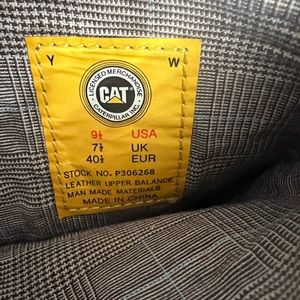 Y W
LICENSED MERCHANDISE
CAT
CATERPILLAR INC.
9½ USA
7½ UK
40½ EUR
STOCK NO. P306268
LEATHER UPPER BALANCE
MAN MADE MATERIALS
MADE IN CHINA